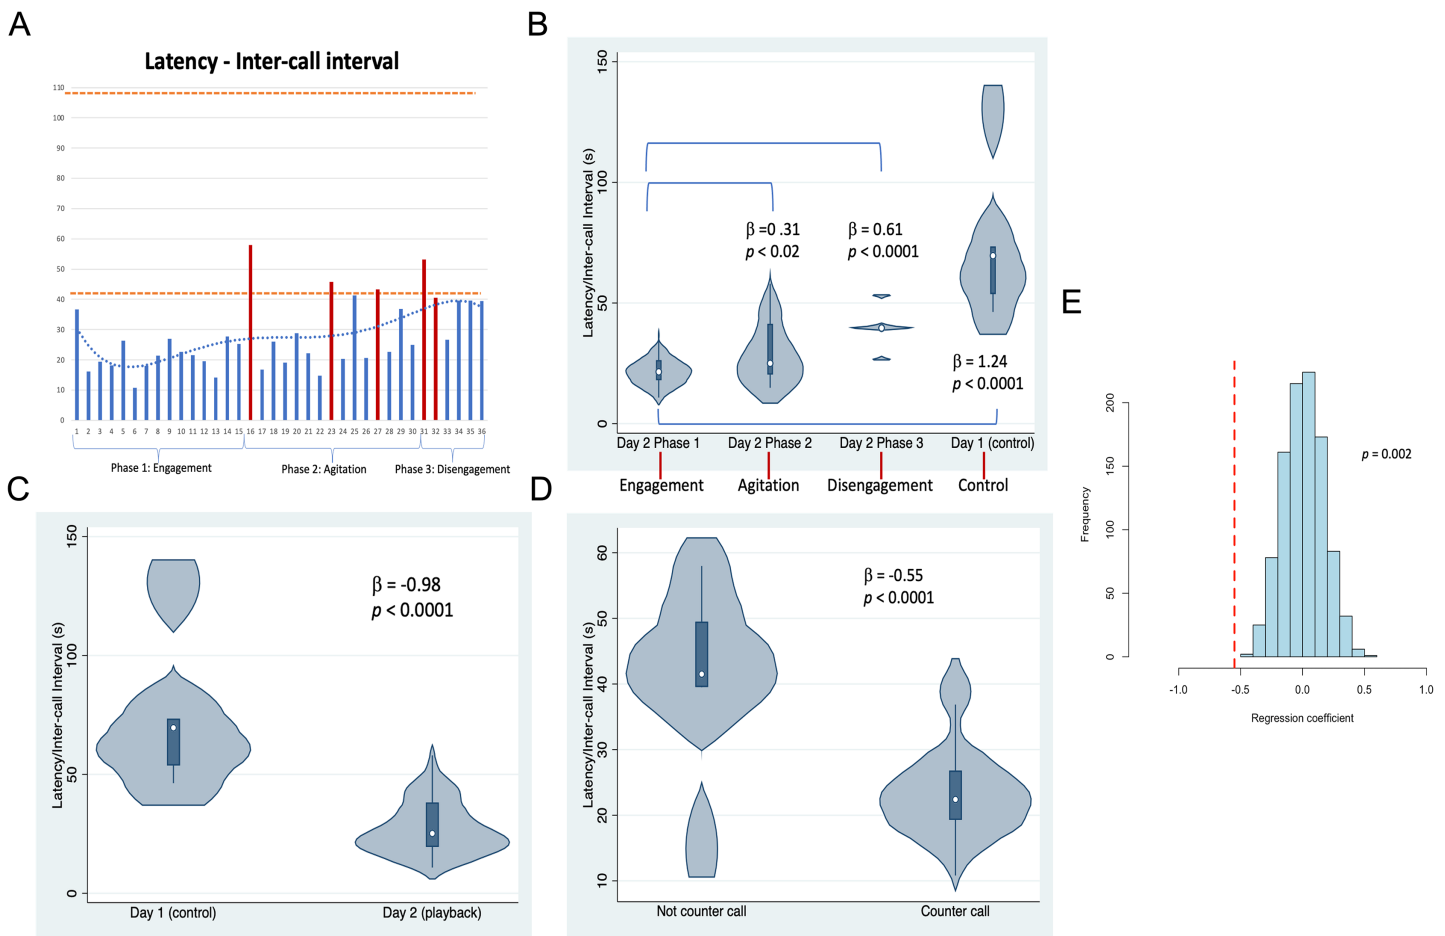 A
Latency - Inter-call interval
110
100
90
80
70
60
50
40
30
20
10
0
1 2 3 4 5 6 7 8 9 10 11 12 13 14 15 16 17 18 19 20 21 22 23 24 25 26 27 28 29 30 31 32 33 34 35 36
Phase 1: Engagement Phase 2: Agitation Phase 3: Disengagement
B
Latency/Inter-call Interval (s)
150
100
50
0
β =0 .31
p < 0.02
β = 0.61
p < 0.0001
β = 1.24
p < 0.0001
Day 2 Phase 1 Day 2 Phase 2 Day 2 Phase 3 Day 1 (control)
Engagement Agitation Disengagement Control
C
Latency/Inter-call Interval (s)
150
100
50
0
β = -0.98
p < 0.0001
Day 1 (control) Day 2 (playback)
D
Latency/Inter-call Interval (s)
60
50
40
30
20
10
β = -0.55
p < 0.0001
Not counter call Counter call
E
Frequency
200
150
100
50
0
p = 0.002
-1.0 -0.5 0.0 0.5 1.0
Regression coefficient